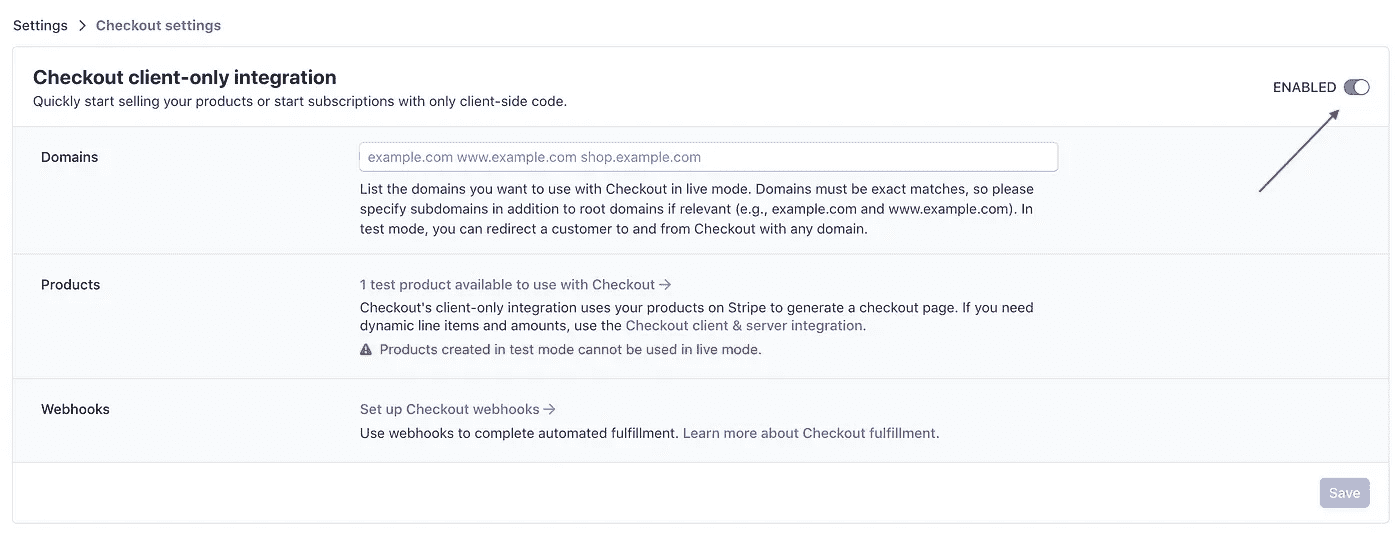 Settings > Checkout settings
Checkout client-only integration
Quickly start selling your products or start subscriptions with only client-side code.
ENABLED
Domains
example.com www.example.com shop.example.com
List the domains you want to use with Checkout in live mode. Domains must be exact matches, so please
specify subdomains in addition to root domains if relevant (e.g., example.com and www.example.com). In
test mode, you can redirect a customer to and from Checkout with any domain.
Products
1 test product available to use with Checkout →
Checkout's client-only integration uses your products on Stripe to generate a checkout page. If you need
dynamic line items and amounts, use the Checkout client & server integration.
Products created in test mode cannot be used in live mode.
Webhooks
Set up Checkout webhooks →
Use webhooks to complete automated fulfillment. Learn more about Checkout fulfillment.
Save